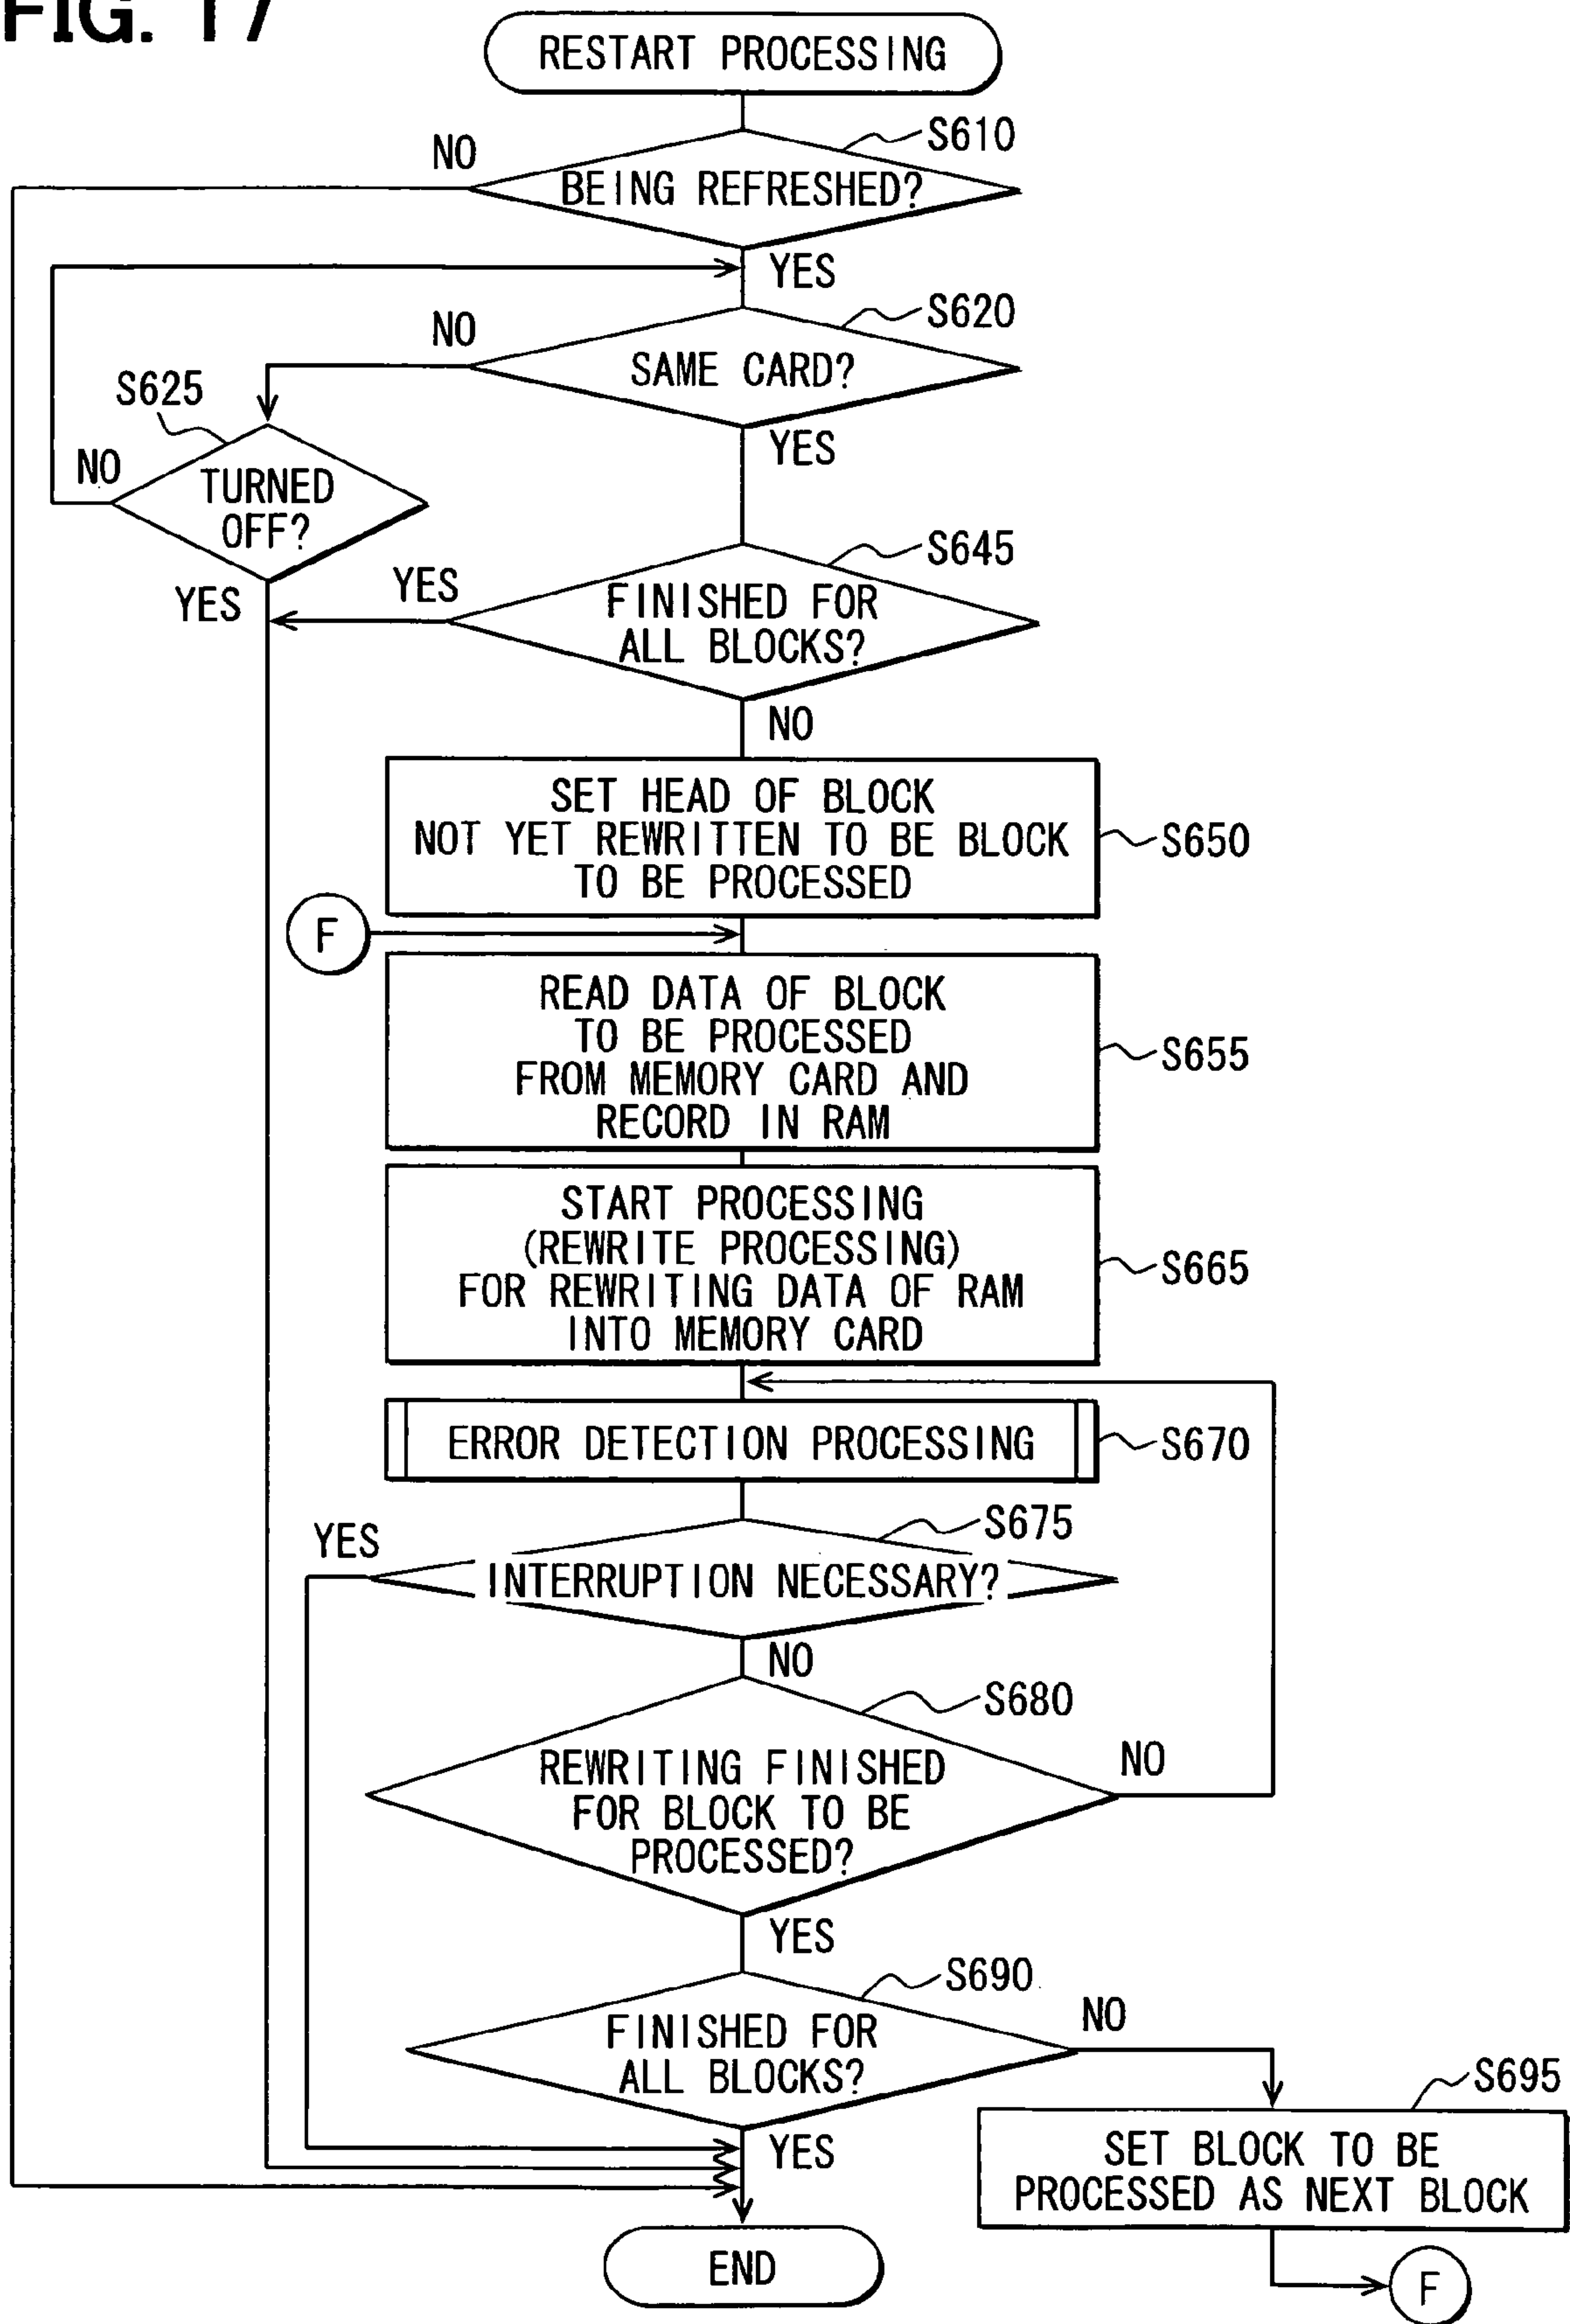 FIG. 17
RESTART PROCESSING
S610
NO
BEING REFRESHED?
YES
S620
NO
SAME CARD?
YES
S625
NO
TURNED
OFF?
YES
S645
YES
FINISHED FOR
ALL BLOCKS?
NO
SET HEAD OF BLOCK
NOT YET REWRITTEN TO BE BLOCK
TO BE PROCESSED
S650
F
READ DATA OF BLOCK
TO BE PROCESSED
FROM MEMORY CARD AND
RECORD IN RAM
S655
START PROCESSING
(REWRITE PROCESSING)
FOR REWRITING DATA OF RAM
INTO MEMORY CARD
S665
ERROR DETECTION PROCESSING
S670
S675
YES
INTERRUPTION NECESSARY?
NO
S680
REWRITING FINISHED
FOR BLOCK TO BE
PROCESSED?
NO
YES
S690
FINISHED FOR
ALL BLOCKS?
NO
YES
S695
SET BLOCK TO BE
PROCESSED AS NEXT BLOCK
F
END